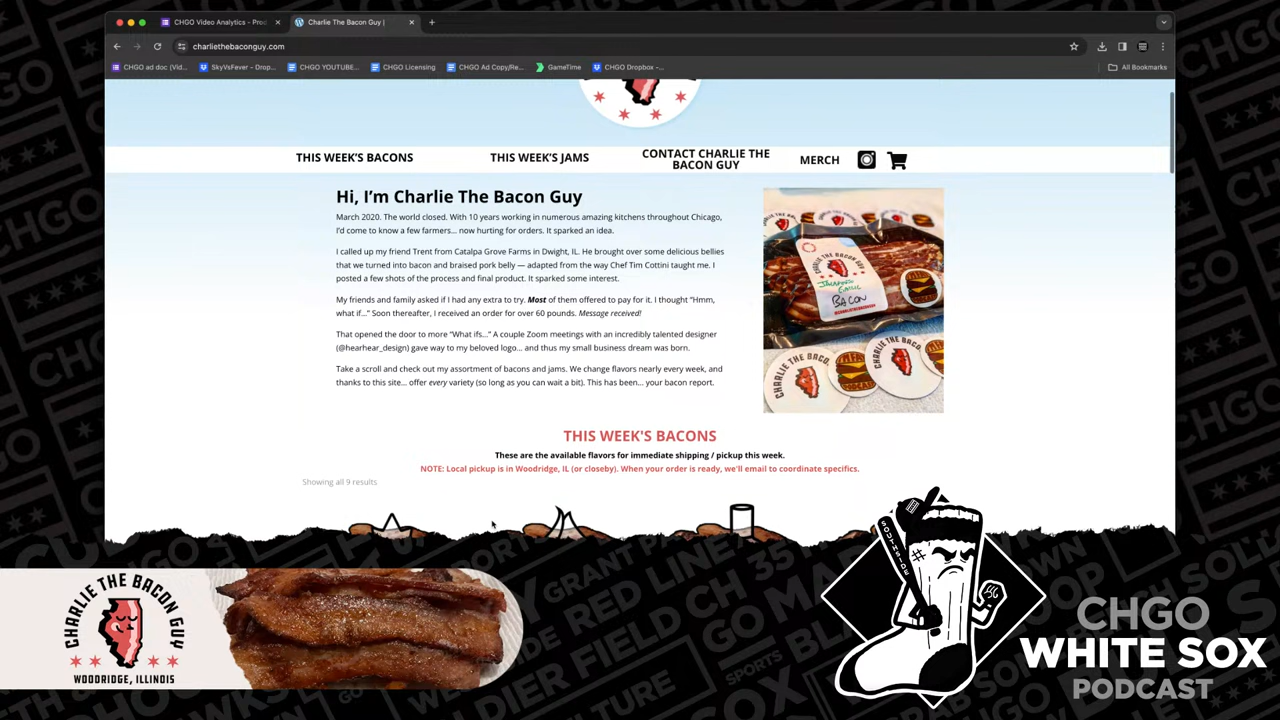 CHGO Video Analytics - Prod
Charlie The Bacon Guy |
charliethebaconguy.com
CHGO ad doc (Vid...
SkyVsFever - Drop...
CHGO YOUTUBE...
CHGO Licensing
CHGO Ad Copy/Re...
GameTime
CHGO Dropbox -...
All Bookmarks
THIS WEEK'S BACONS
THIS WEEK'S JAMS
CONTACT CHARLIE THE
BACON GUY
MERCH
Hi, I'm Charlie The Bacon Guy
March 2020. The world closed. With 10 years working in numerous amazing kitchens throughout Chicago,
I'd come to know a few farmers... now hurting for orders. It sparked an idea.
I called up my friend Trent from Catalpa Grove Farms in Dwight, IL. He brought over some delicious bellies
that we turned into bacon and braised pork belly — adapted from the way Chef Tim Cottini taught me. I
posted a few shots of the process and final product. It sparked some interest.
My friends and family asked if I had any extra to try. Most of them offered to pay for it. I thought "Hmm,
what if..." Soon thereafter, I received an order for over 60 pounds. Message received!
That opened the door to more "What ifs..." A couple Zoom meetings with an incredibly talented designer
(@hearhear_design) gave way to my beloved logo... and thus my small business dream was born.
Take a scroll and check out my assortment of bacons and jams. We change flavors nearly every week, and
thanks to this site... offer every variety (so long as you can wait a bit). This has been... your bacon report.
CHARLIE THE BACON GUY
JALAPEÑO
GARLIC
BACON
CHARLIE THE BACO
THIS WEEK'S BACONS
These are the available flavors for immediate shipping / pickup this week.
NOTE: Local pickup is in Woodridge, IL (or closeby). When your order is ready, we'll email to coordinate specifics.
Showing all 9 results
CHARLIE THE BACON GUY
WOODRIDGE, ILLINOIS
SOUTHSIDE
CHGO
WHITE SOX
PODCAST